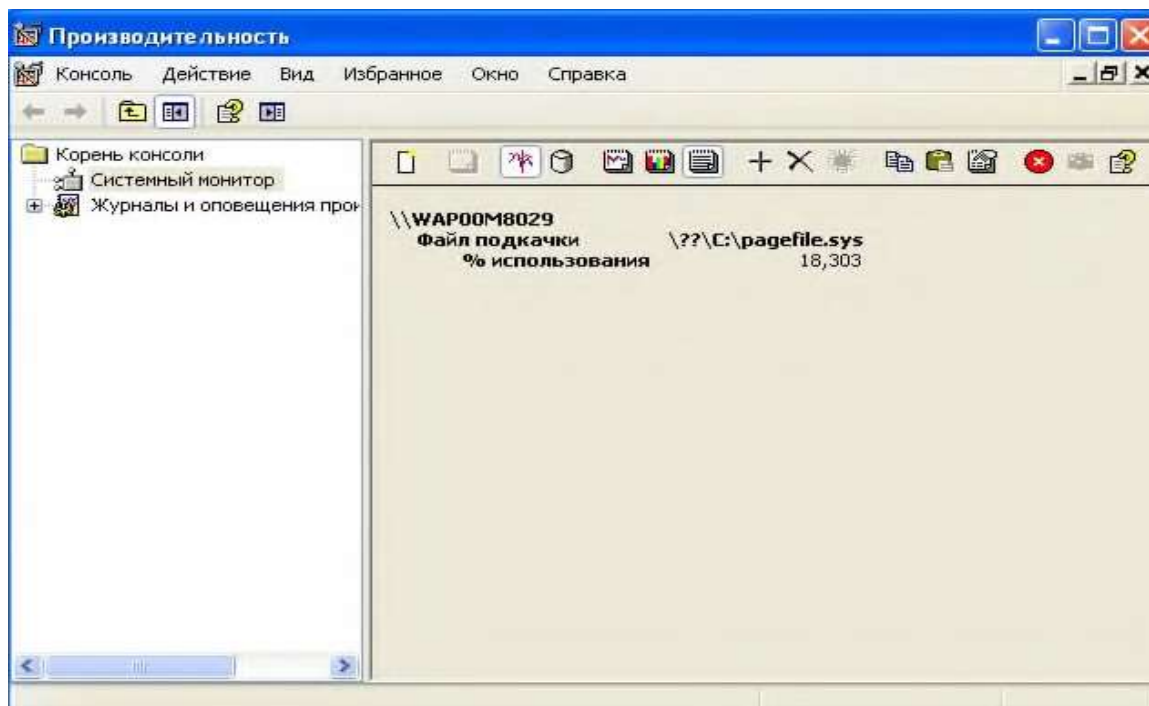 Производительность
Консоль Действие Вид Избранное Окно Справка
Корень консоли
Системный монитор
Журналы и оповещения прои
\\WAP00M8029
Файл подкачки \??\C:\pagefile.sys
% использования 18,303